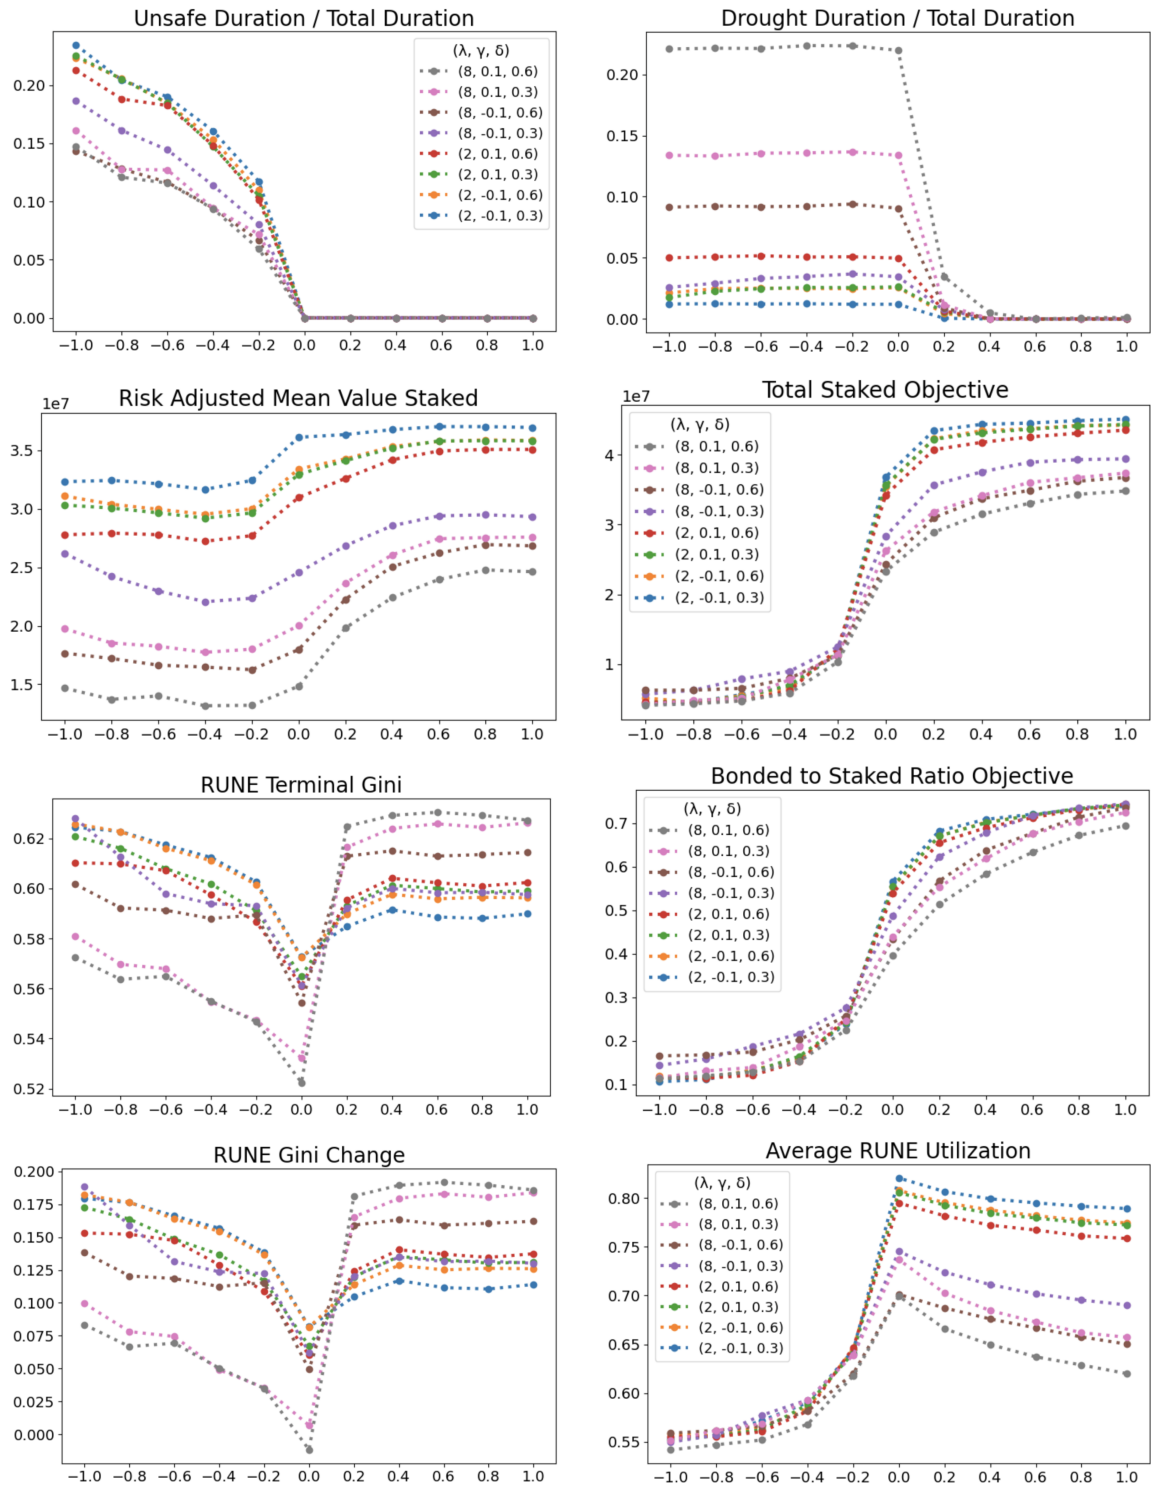 Unsafe Duration / Total Duration
(λ, γ, δ)
(8, 0.1, 0.6)
(8, 0.1, 0.3)
(8, -0.1, 0.6)
(8, -0.1, 0.3)
(2, 0.1, 0.6)
(2, 0.1, 0.3)
(2, -0.1, 0.6)
(2, -0.1, 0.3)
0.20
0.15
0.10
0.05
0.00
−1.0 −0.8 −0.6 −0.4 −0.2 0.0 0.2 0.4 0.6 0.8 1.0
Drought Duration / Total Duration
0.20
0.15
0.10
0.05
0.00
−1.0 −0.8 −0.6 −0.4 −0.2 0.0 0.2 0.4 0.6 0.8 1.0
Risk Adjusted Mean Value Staked
1e7
3.5
3.0
2.5
2.0
1.5
−1.0 −0.8 −0.6 −0.4 −0.2 0.0 0.2 0.4 0.6 0.8 1.0
Total Staked Objective
1e7
(λ, γ, δ)
(8, 0.1, 0.6)
(8, 0.1, 0.3)
(8, -0.1, 0.6)
(8, -0.1, 0.3)
(2, 0.1, 0.6)
(2, 0.1, 0.3)
(2, -0.1, 0.6)
(2, -0.1, 0.3)
4
3
2
1
−1.0 −0.8 −0.6 −0.4 −0.2 0.0 0.2 0.4 0.6 0.8 1.0
RUNE Terminal Gini
0.62
0.60
0.58
0.56
0.54
0.52
−1.0 −0.8 −0.6 −0.4 −0.2 0.0 0.2 0.4 0.6 0.8 1.0
Bonded to Staked Ratio Objective
(λ, γ, δ)
(8, 0.1, 0.6)
(8, 0.1, 0.3)
(8, -0.1, 0.6)
(8, -0.1, 0.3)
(2, 0.1, 0.6)
(2, 0.1, 0.3)
(2, -0.1, 0.6)
(2, -0.1, 0.3)
0.7
0.6
0.5
0.4
0.3
0.2
0.1
−1.0 −0.8 −0.6 −0.4 −0.2 0.0 0.2 0.4 0.6 0.8 1.0
RUNE Gini Change
0.200
0.175
0.150
0.125
0.100
0.075
0.050
0.025
0.000
−1.0 −0.8 −0.6 −0.4 −0.2 0.0 0.2 0.4 0.6 0.8 1.0
Average RUNE Utilization
(λ, γ, δ)
(8, 0.1, 0.6)
(8, 0.1, 0.3)
(8, -0.1, 0.6)
(8, -0.1, 0.3)
(2, 0.1, 0.6)
(2, 0.1, 0.3)
(2, -0.1, 0.6)
(2, -0.1, 0.3)
0.80
0.75
0.70
0.65
0.60
0.55
−1.0 −0.8 −0.6 −0.4 −0.2 0.0 0.2 0.4 0.6 0.8 1.0